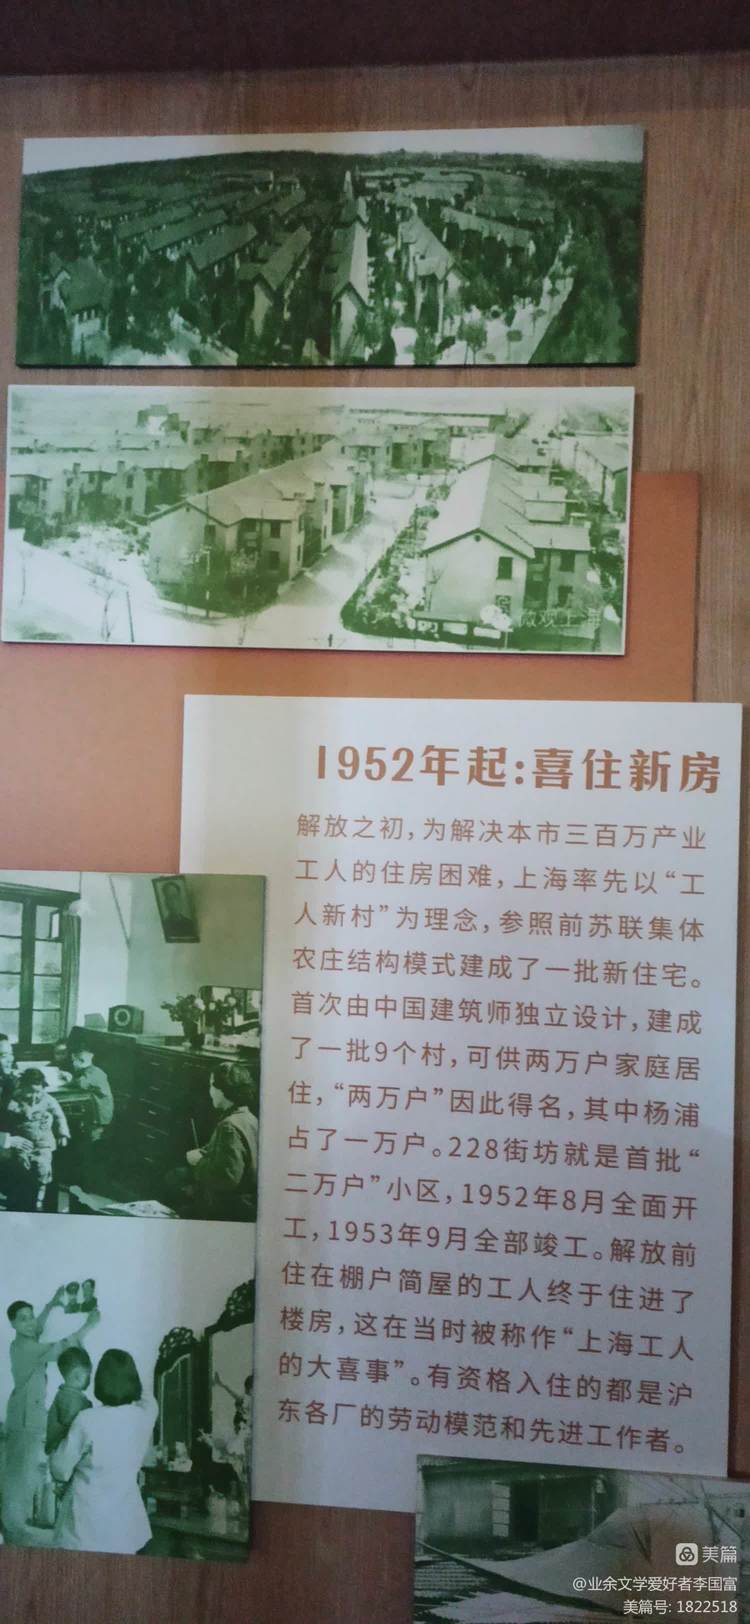 微观上海
1952年起:喜住新房
解放之初,为解决本市三百万产业
工人的住房困难,上海率先以“工
人新村”为理念,参照前苏联集体
农庄结构模式建成了一批新住宅。
首次由中国建筑师独立设计,建成
了一批9个村,可供两万户家庭居
住,“两万户”因此得名,其中杨浦
占了一万户。228街坊就是首批“
二万户”小区,1952年8月全面开
工,1953年9月全部竣工。解放前
住在棚户简屋的工人终于住进了
楼房,这在当时被称作“上海工人
的大喜事”。有资格入住的都是沪
东各厂的劳动模范和先进工作者。
美篇
@业余文学爱好者李国富
美篇号: 1822518